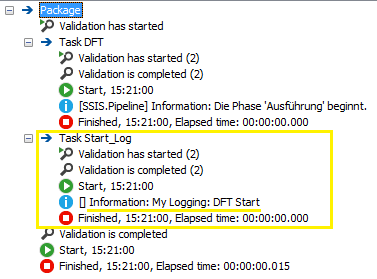 Package
Validation has started
Task DFT
Validation has started (2)
Validation is completed (2)
Start, 15:21:00
[SSIS.Pipeline] Information: Die Phase 'Ausführung' beginnt.
Finished, 15:21:00, Elapsed time: 00:00:00.000
Task Start_Log
Validation has started (2)
Validation is completed (2)
Start, 15:21:00
[] Information: My Logging: DFT Start
Finished, 15:21:00, Elapsed time: 00:00:00.000
Validation is completed
Start, 15:21:00
Finished, 15:21:00, Elapsed time: 00:00:00.015